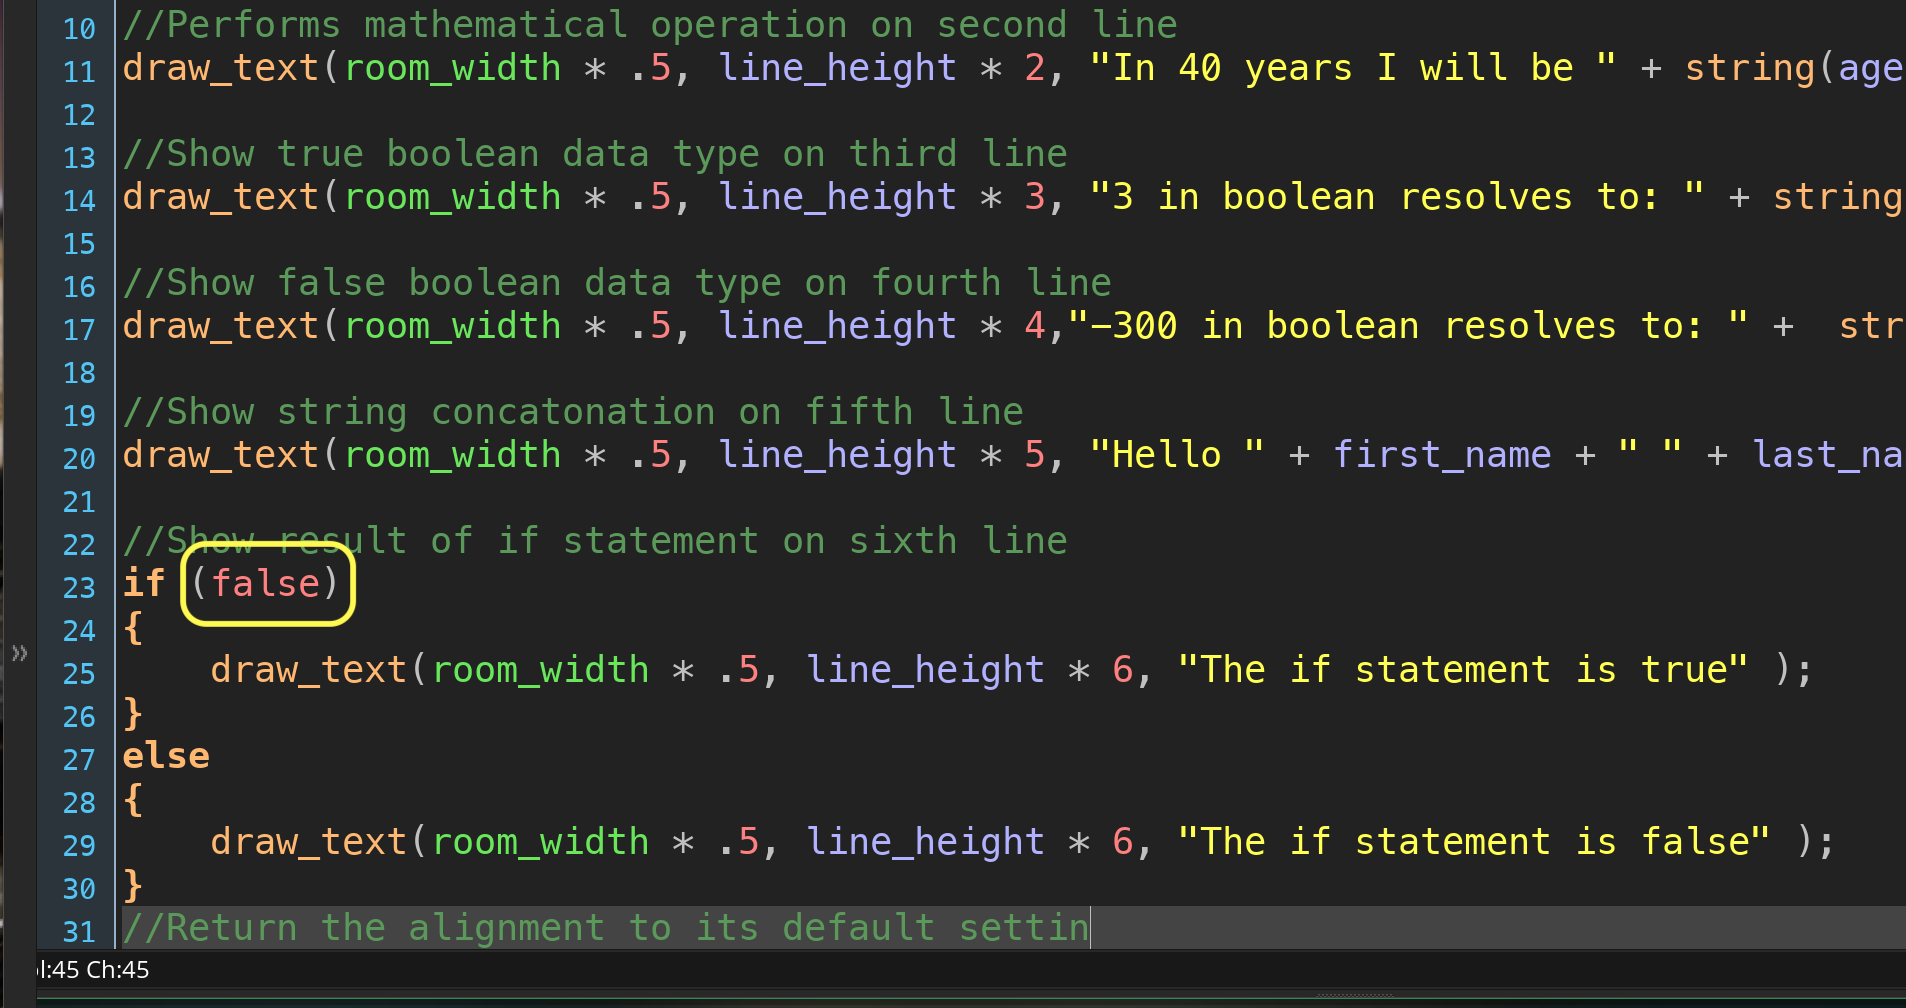 10 //Performs mathematical operation on second line
11 draw_text(room_width * .5, line_height * 2, "In 40 years I will be " + string(age
12
13 //Show true boolean data type on third line
14 draw_text(room_width * .5, line_height * 3, "3 in boolean resolves to: " + string
15
16 //Show false boolean data type on fourth line
17 draw_text(room_width * .5, line_height * 4,"-300 in boolean resolves to: " +  str
18
19 //Show string concatonation on fifth line
20 draw_text(room_width * .5, line_height * 5, "Hello " + first_name + " " + last_na
21
22 //Show result of if statement on sixth line
23 if (false)
24 {
25     draw_text(room_width * .5, line_height * 6, "The if statement is true" );
26 }
27 else
28 {
29     draw_text(room_width * .5, line_height * 6, "The if statement is false" );
30 }
31 //Return the alignment to its default settin
l:45 Ch:45